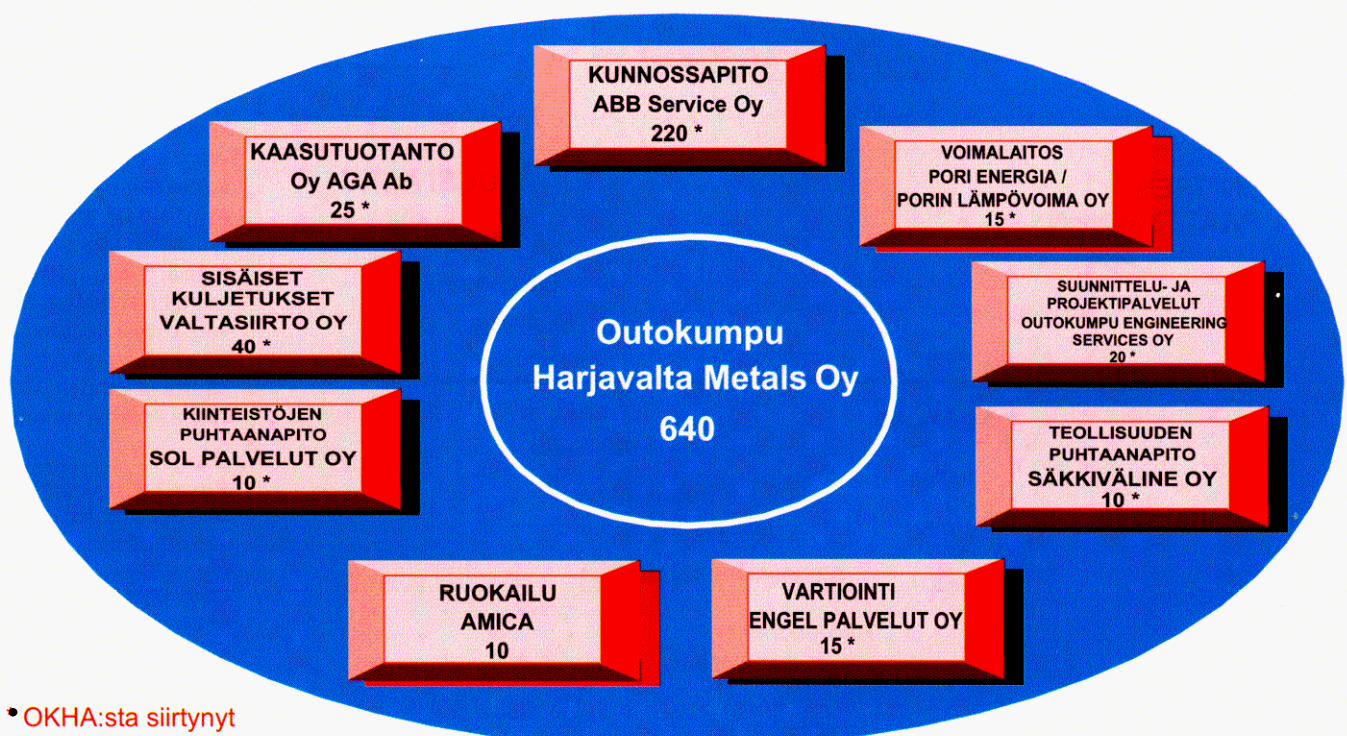 KUNNOSSAPITO
ABB Service Oy
220 *
KAASUTUOTANTO
Oy AGA Ab
25 *
VOIMALAITOS
PORI ENERGIA /
PORIN LÄMPÖVOIMA OY
15 *
SISÄISET
KULJETUKSET
VALTASIIRTO OY
40 *
SUUNNITTELU- JA
PROJEKTIPALVELUT
OUTOKUMPU ENGINEERING
SERVICES OY
20 *
Outokumpu
Harjavalta Metals Oy
640
KIINTEISTÖJEN
PUHTAANAPITO
SOL PALVELUT OY
10 *
TEOLLISUUDEN
PUHTAANAPITO
SÄKKIVÄLINE OY
10 *
RUOKAILU
AMICA
10
VARTIOINTI
ENGEL PALVELUT OY
15 *
* OKHA:sta siirtynyt